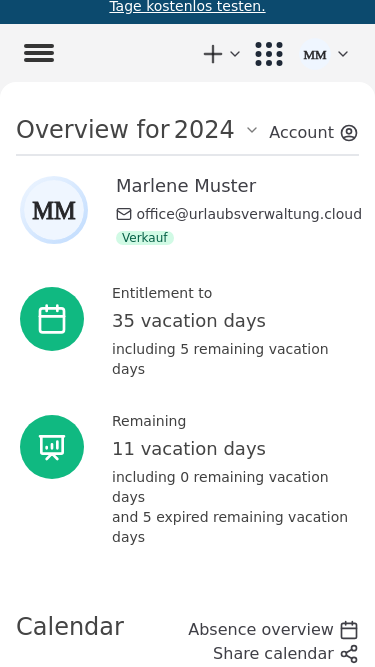 Tage kostenlos testen.
MM
Overview for 2024
Account
Marlene Muster
MM
office@urlaubsverwaltung.cloud
Verkauf
Entitlement to
35 vacation days
including 5 remaining vacation
days
Remaining
11 vacation days
including 0 remaining vacation
days
and 5 expired remaining vacation
days
Calendar
Absence overview
Share calendar